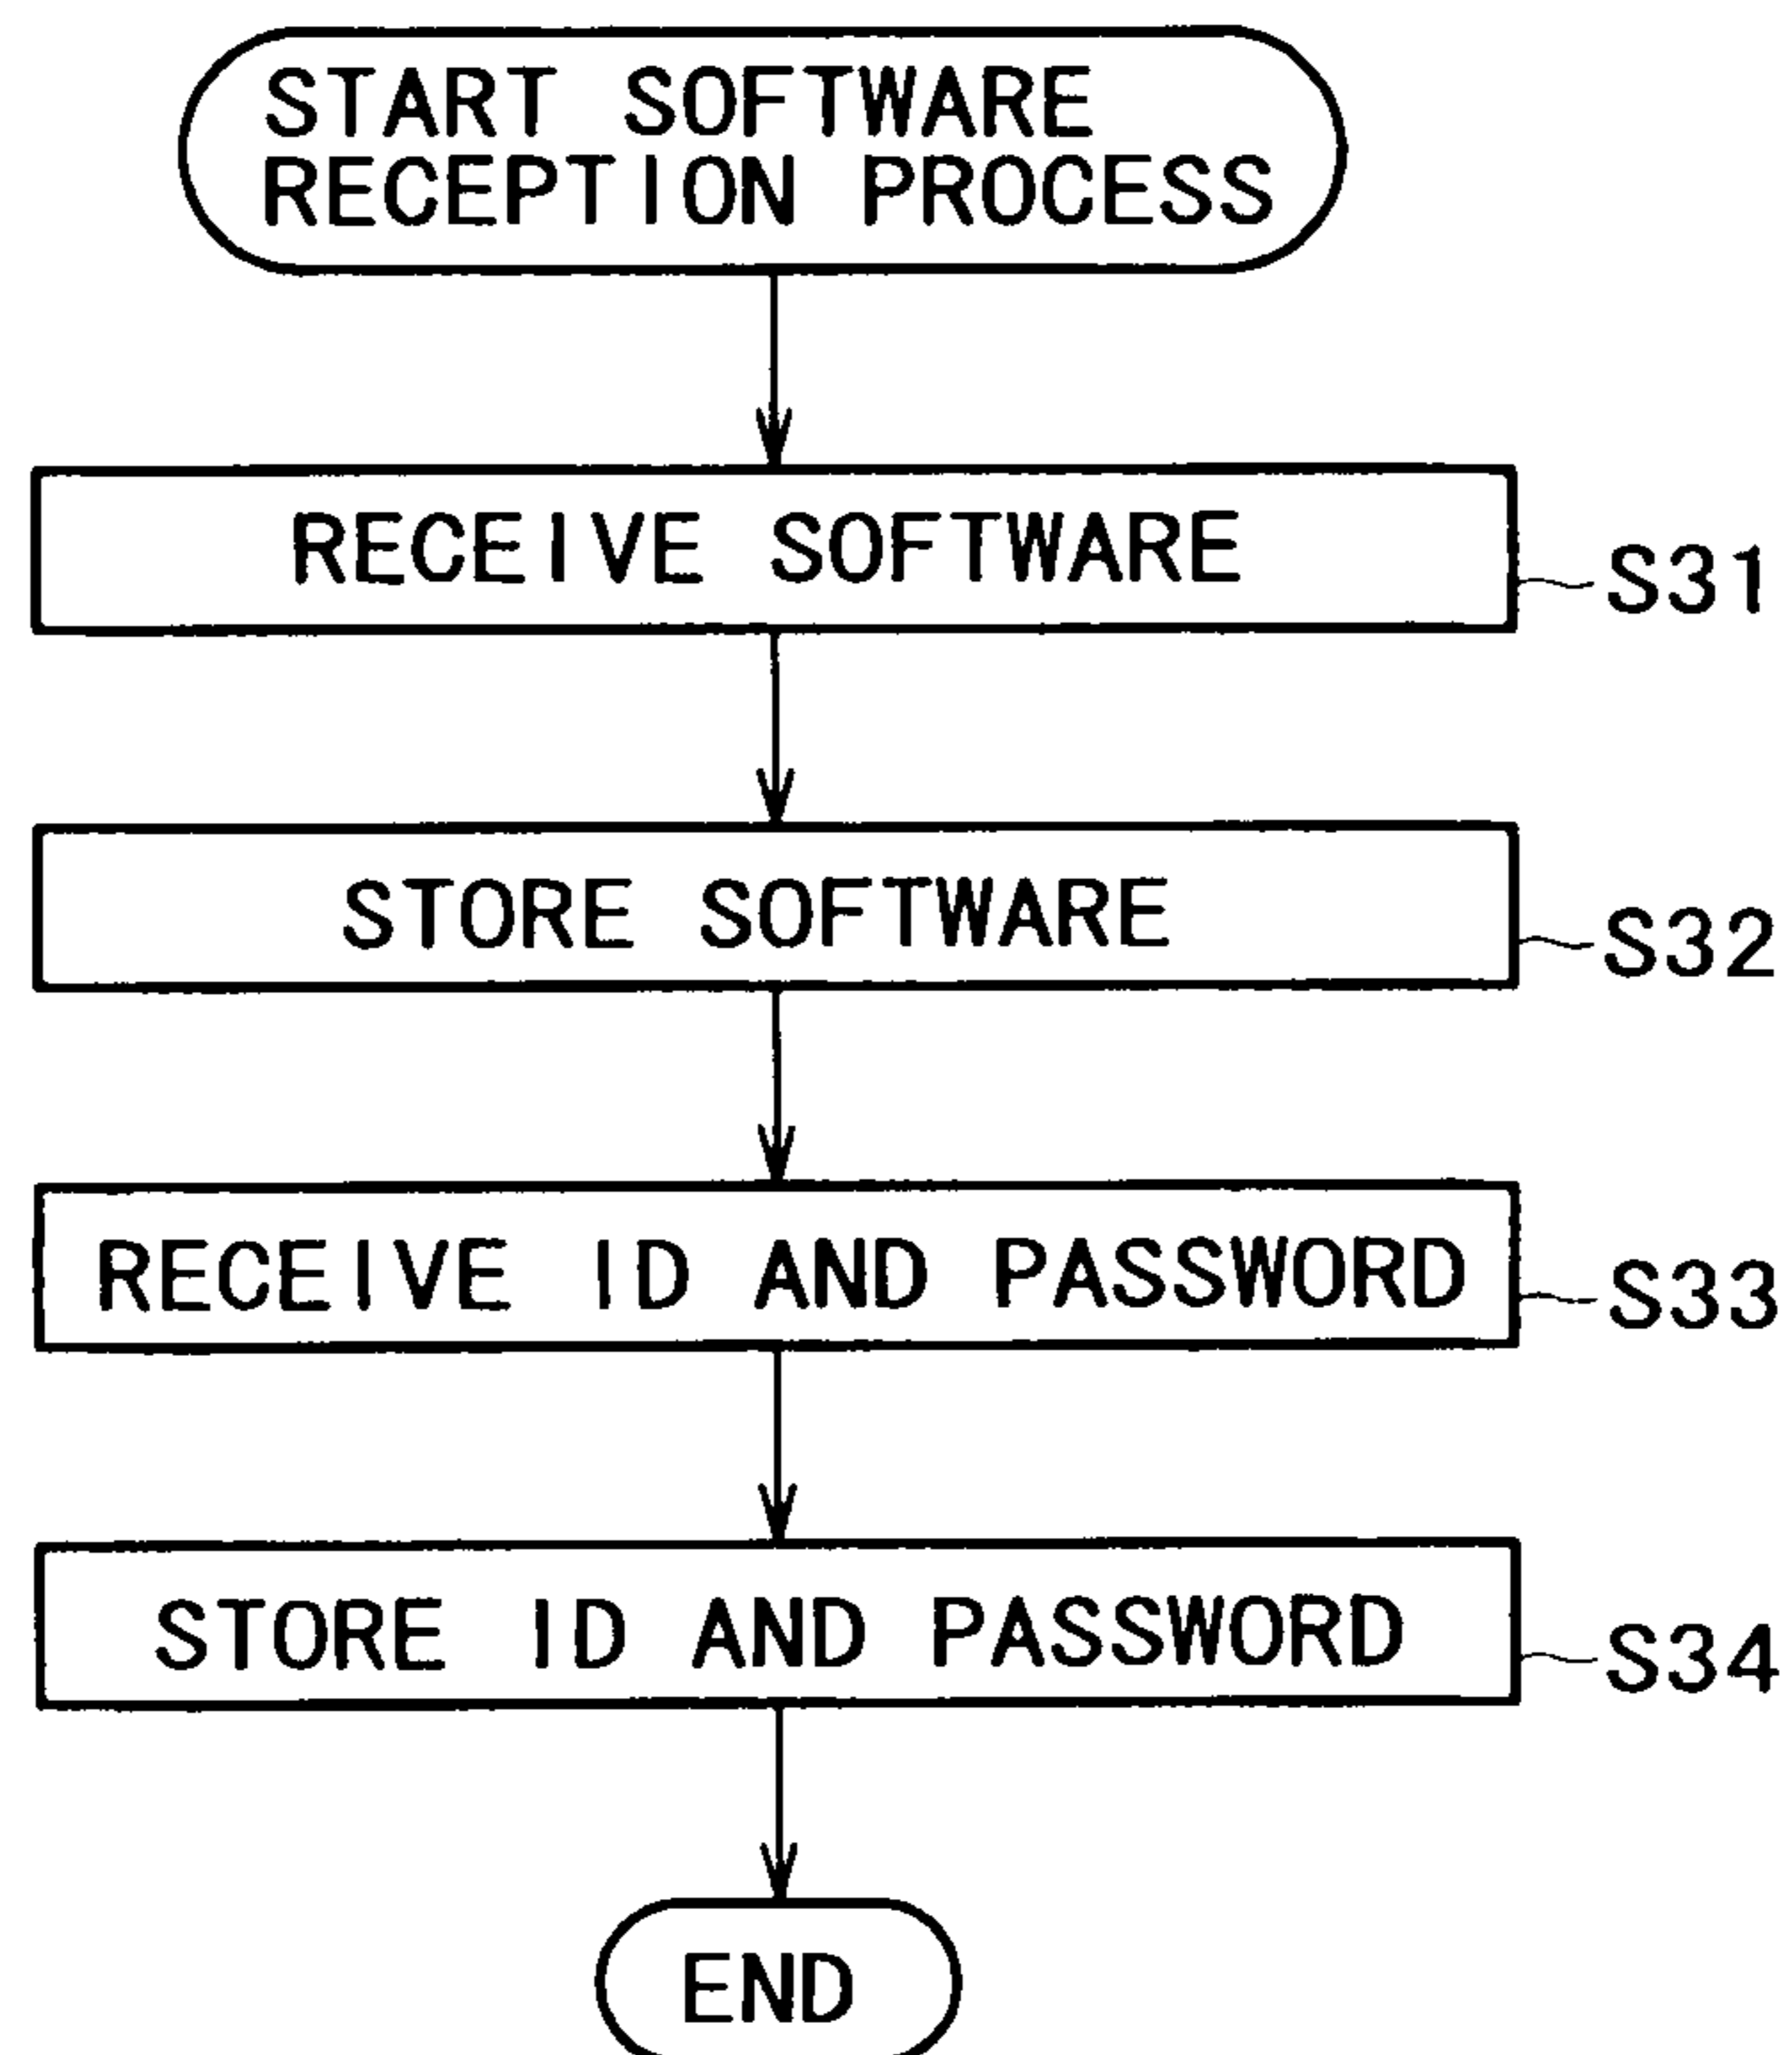 START SOFTWARE
RECEPTION PROCESS
RECEIVE SOFTWARE
S31
STORE SOFTWARE
S32
RECEIVE ID AND PASSWORD
S33
STORE ID AND PASSWORD
S34
END